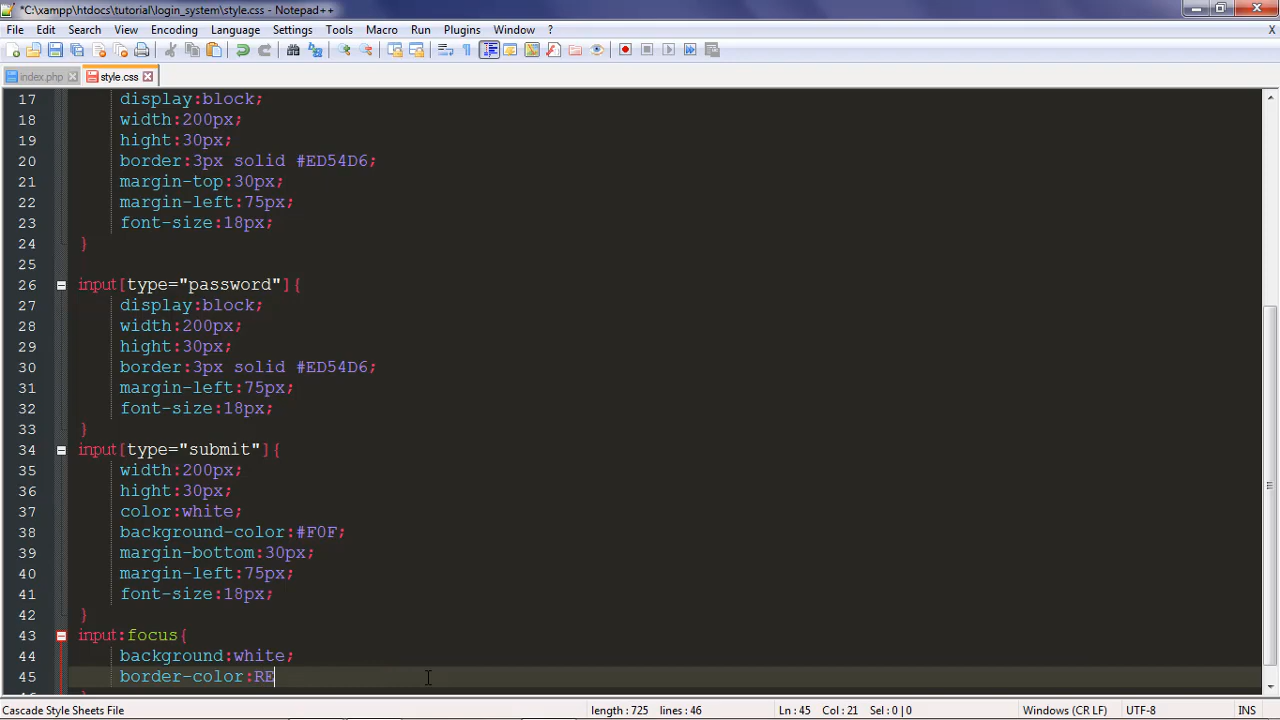 *C:\xampp\htdocs\tutorial\login_system\style.css - Notepad++
File Edit Search View Encoding Language Settings Tools Macro Run Plugins Window ?
index.php style.css
17 display:block;
18 width:200px;
19 hight:30px;
20 border:3px solid #ED54D6;
21 margin-top:30px;
22 margin-left:75px;
23 font-size:18px;
24 }
25
26 input[type="password"]{
27 display:block;
28 width:200px;
29 hight:30px;
30 border:3px solid #ED54D6;
31 margin-left:75px;
32 font-size:18px;
33 }
34 input[type="submit"]{
35 width:200px;
36 hight:30px;
37 color:white;
38 background-color:#F0F;
39 margin-bottom:30px;
40 margin-left:75px;
41 font-size:18px;
42 }
43 input:focus{
44 background:white;
45 border-color:RE
Cascade Style Sheets File length : 725 lines : 46 Ln : 45 Col : 21 Sel : 0 | 0 Windows (CR LF) UTF-8 INS